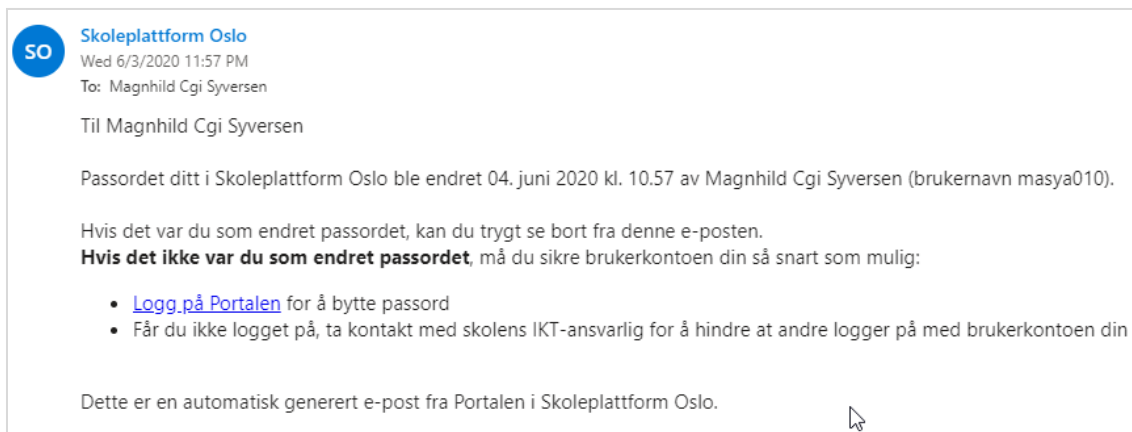 SO
Skoleplattform Oslo
Wed 6/3/2020 11:57 PM
To: Magnhild Cgi Syversen
Til Magnhild Cgi Syversen
Passordet ditt i Skoleplattform Oslo ble endret 04. juni 2020 kl. 10.57 av Magnhild Cgi Syversen (brukernavn masya010).
Hvis det var du som endret passordet, kan du trygt se bort fra denne e-posten.
Hvis det ikke var du som endret passordet, må du sikre brukerkontoen din så snart som mulig:
• Logg på Portalen for å bytte passord
• Får du ikke logget på, ta kontakt med skolens IKT-ansvarlig for å hindre at andre logger på med brukerkontoen din
Dette er en automatisk generert e-post fra Portalen i Skoleplattform Oslo.